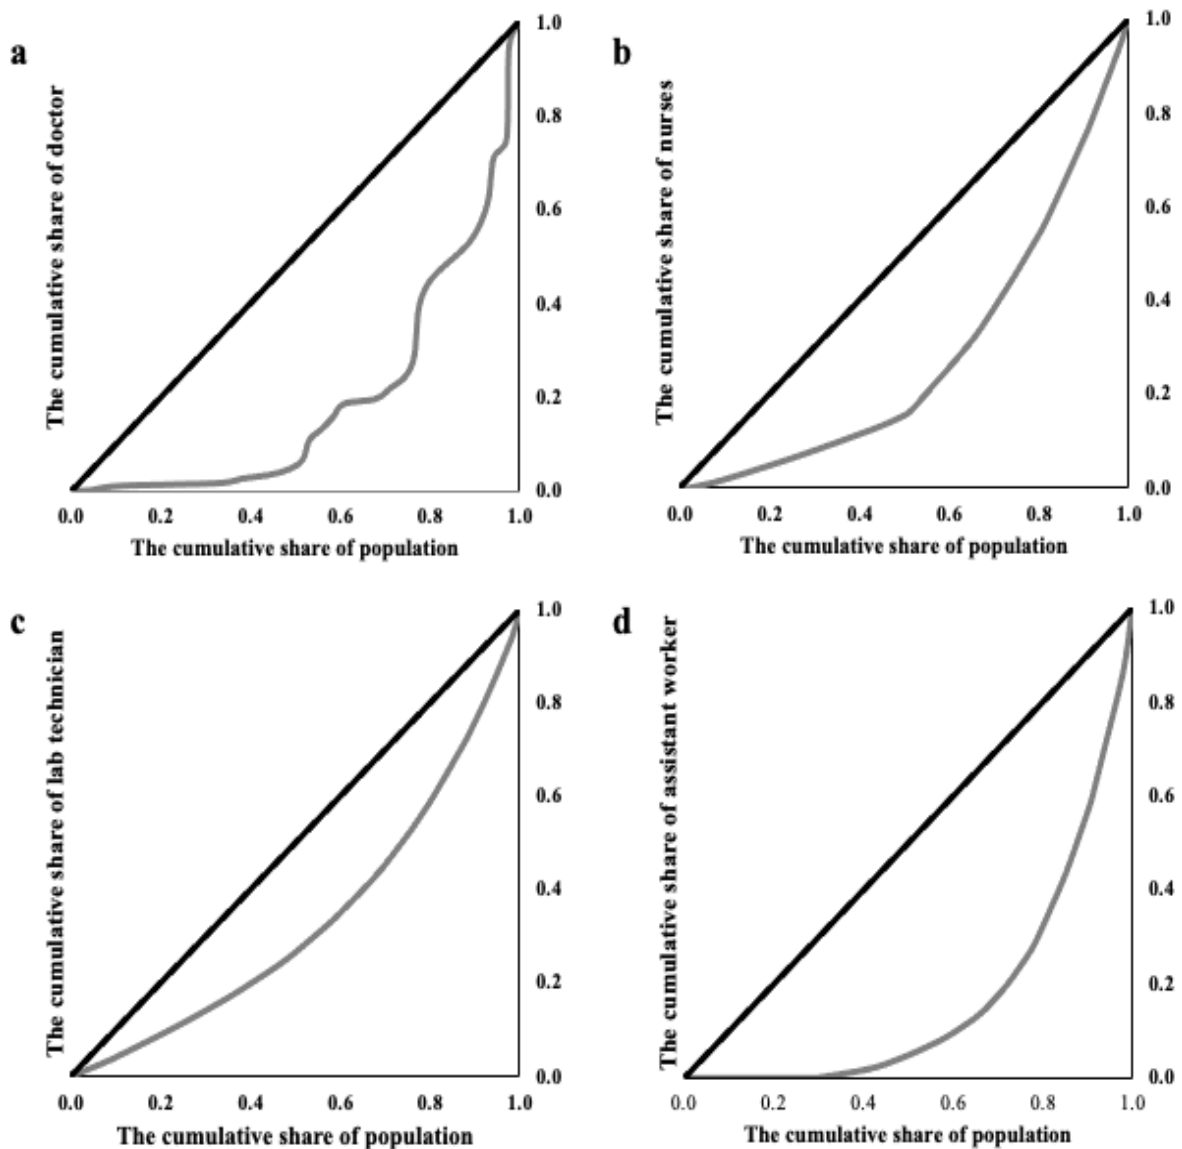 a
The cumulative share of doctor
1.0
0.8
0.6
0.4
0.2
0.0
0.0 0.2 0.4 0.6 0.8 1.0
The cumulative share of population
b
The cumulative share of nurses
1.0
0.8
0.6
0.4
0.2
0.0
0.0 0.2 0.4 0.6 0.8 1.0
The cumulative share of population
c
The cumulative share of lab technician
1.0
0.8
0.6
0.4
0.2
0.0
0.0 0.2 0.4 0.6 0.8 1.0
The cumulative share of population
d
The cumulative share of assistant worker
1.0
0.8
0.6
0.4
0.2
0.0
0.0 0.2 0.4 0.6 0.8 1.0
The cumulative share of population